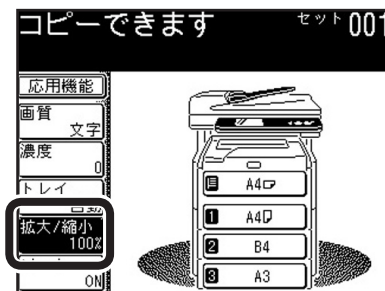 コピーできます
セット 001
応用機能
画質
文字
濃度
0
トレイ
自動
拡大/縮小
100%
ON
A4
1 A4
2 B4
3 A3